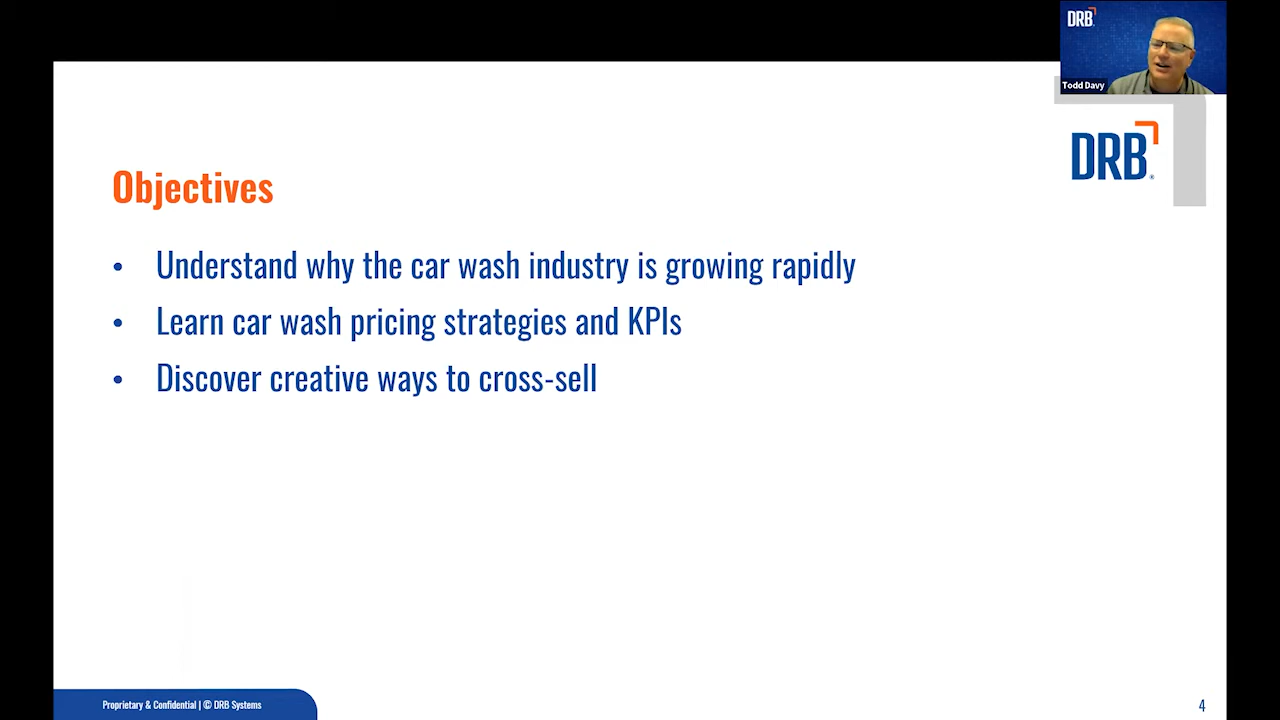 DRB
Todd Davy
DRB
Objectives
• Understand why the car wash industry is growing rapidly
• Learn car wash pricing strategies and KPIs
• Discover creative ways to cross-sell
Proprietary & Confidential | © DRB Systems
4